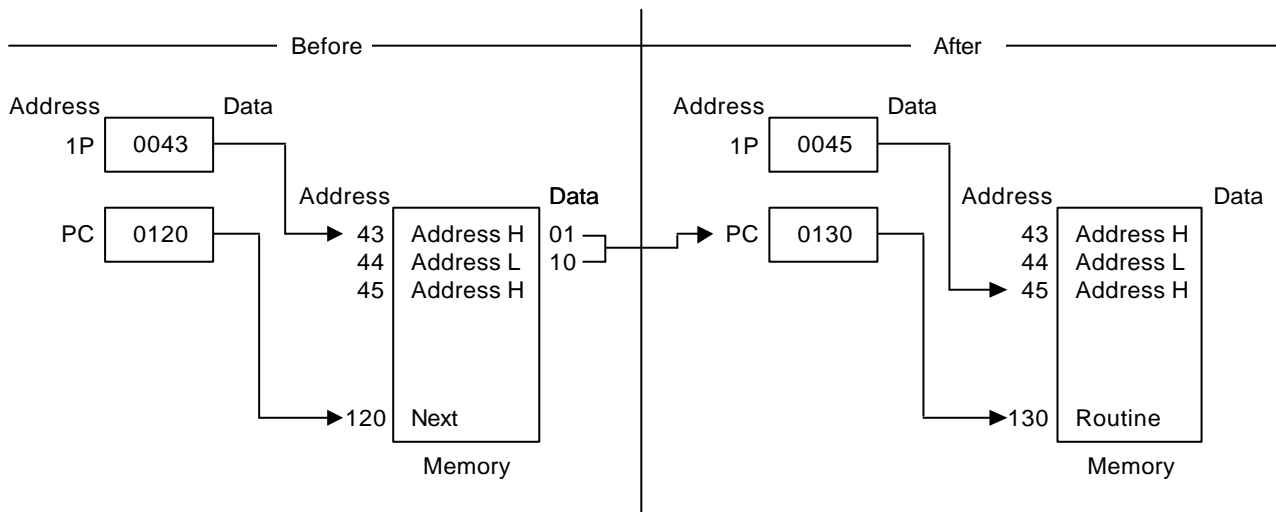 Before
After
Address Data
1P 0043
Address Data
PC 0120
43 Address H 01
44 Address L 10
45 Address H
120 Next
Memory
Address Data
1P 0045
Address Data
PC 0130
43 Address H
44 Address L
45 Address H
130 Routine
Memory